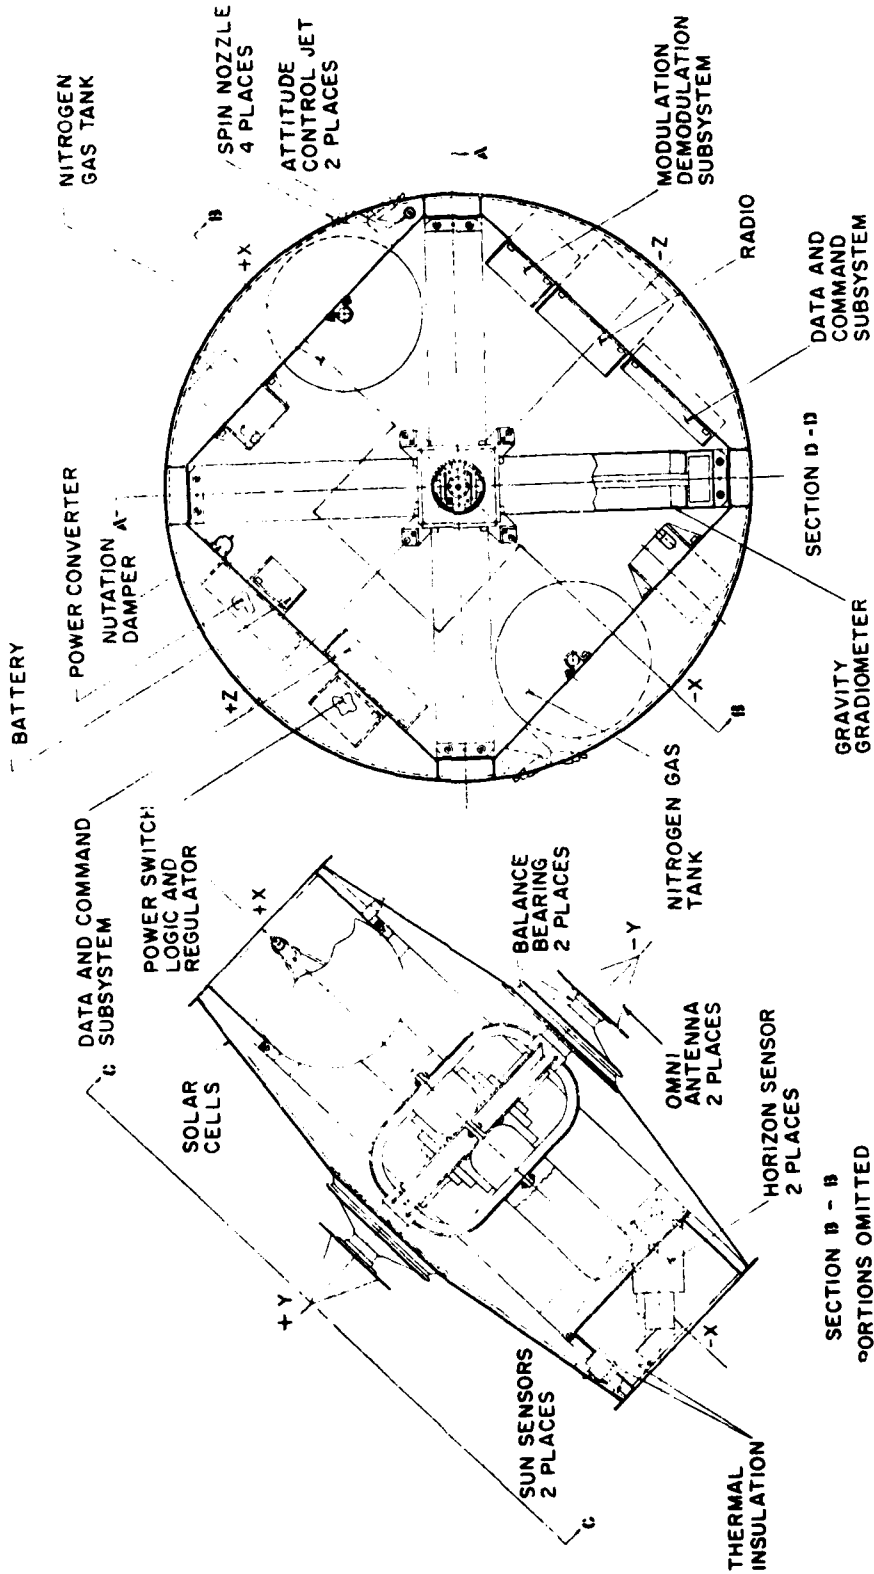 BATTERY
POWER CONVERTER
NUTATION
DAMPER
A
NITROGEN
GAS TANK
SPIN NOZZLE
4 PLACES
ATTITUDE
CONTROL JET
2 PLACES
B
+X
A
+Z
MODULATION
DEMODULATION
SUBSYSTEM
RADIO
-Z
DATA AND
COMMAND
SUBSYSTEM
SECTION D-D
GRAVITY
GRADIOMETER
-X
B
NITROGEN GAS
TANK
DATA AND COMMAND
SUBSYSTEM
POWER SWITCH
LOGIC AND
REGULATOR
C
SOLAR
CELLS
+X
BALANCE
BEARING
2 PLACES
-Y
OMNI
ANTENNA
2 PLACES
HORIZON SENSOR
2 PLACES
+Y
SUN SENSORS
2 PLACES
-X
C
THERMAL
INSULATION
SECTION B - B
PORTIONS OMITTED